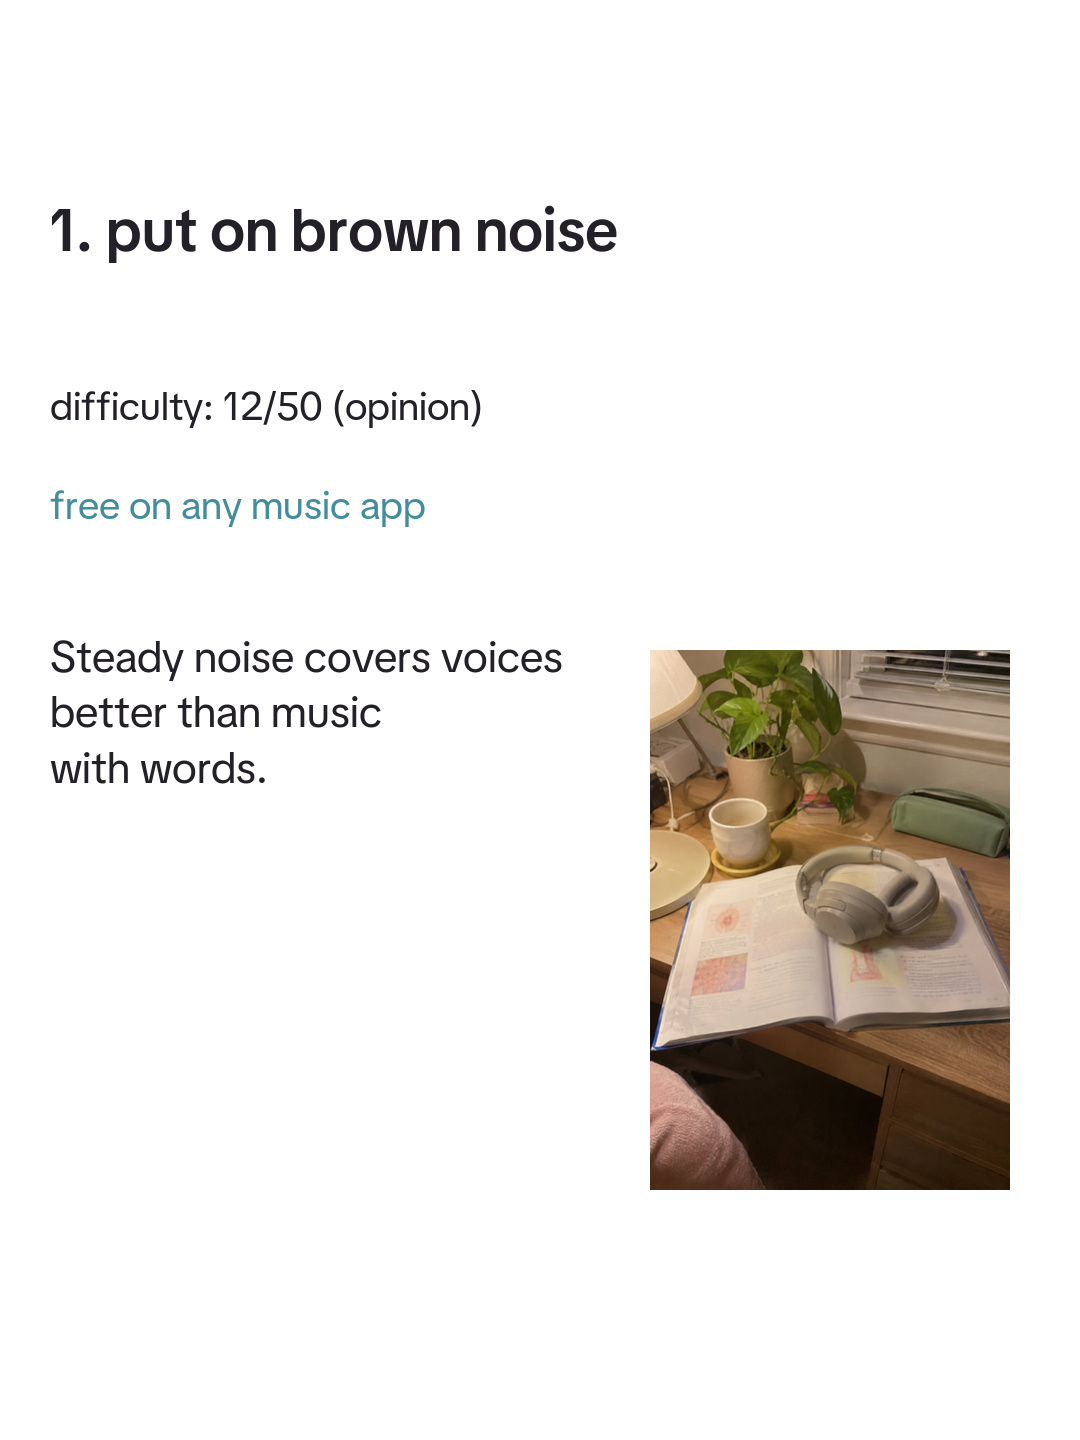 1. put on brown noise
difficulty: 12/50 (opinion)
free on any music app
Steady noise covers voices
better than music
with words.